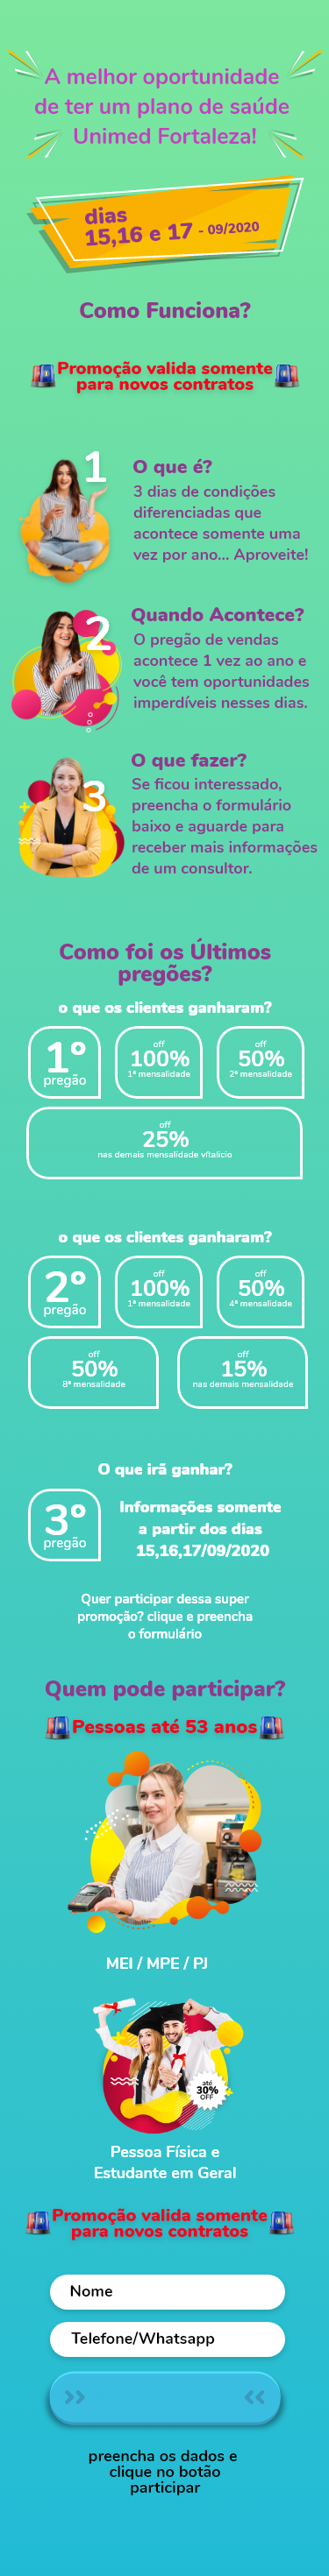 A melhor oportunidade
de ter um plano de saúde
Unimed Fortaleza!
dias
15,16 e 17 - 09/2020
Como Funciona?
Promoção valida somente
para novos contratos
1
O que é?
3 dias de condições
diferenciadas que
acontece somente uma
vez por ano... Aproveite!
2
Quando Acontece?
O pregão de vendas
acontece 1 vez ao ano e
você tem oportunidades
imperdíveis nesses dias.
3
O que fazer?
Se ficou interessado,
preencha o formulário
baixo e aguarde para
receber mais informações
de um consultor.
Como foi os Últimos
pregões?
o que os clientes ganharam?
1º
pregão
off
100%
1ª mensalidade
off
50%
2ª mensalidade
off
25%
nas demais mensalidade vitalício
o que os clientes ganharam?
2º
pregão
off
100%
1ª mensalidade
off
50%
4ª mensalidade
off
50%
8ª mensalidade
off
15%
nas demais mensalidade
O que irã ganhar?
3º
pregão
Informações somente
a partir dos dias
15,16,17/09/2020
Quer participar dessa super
promoção? clique e preencha
o formulário
Quem pode participar?
Pessoas até 53 anos
MEI / MPE / PJ
até
30%
OFF
Pessoa Física e
Estudante em Geral
Promoção valida somente
para novos contratos
Nome
Telefone/Whatsapp
preencha os dados e
clique no botão
participar